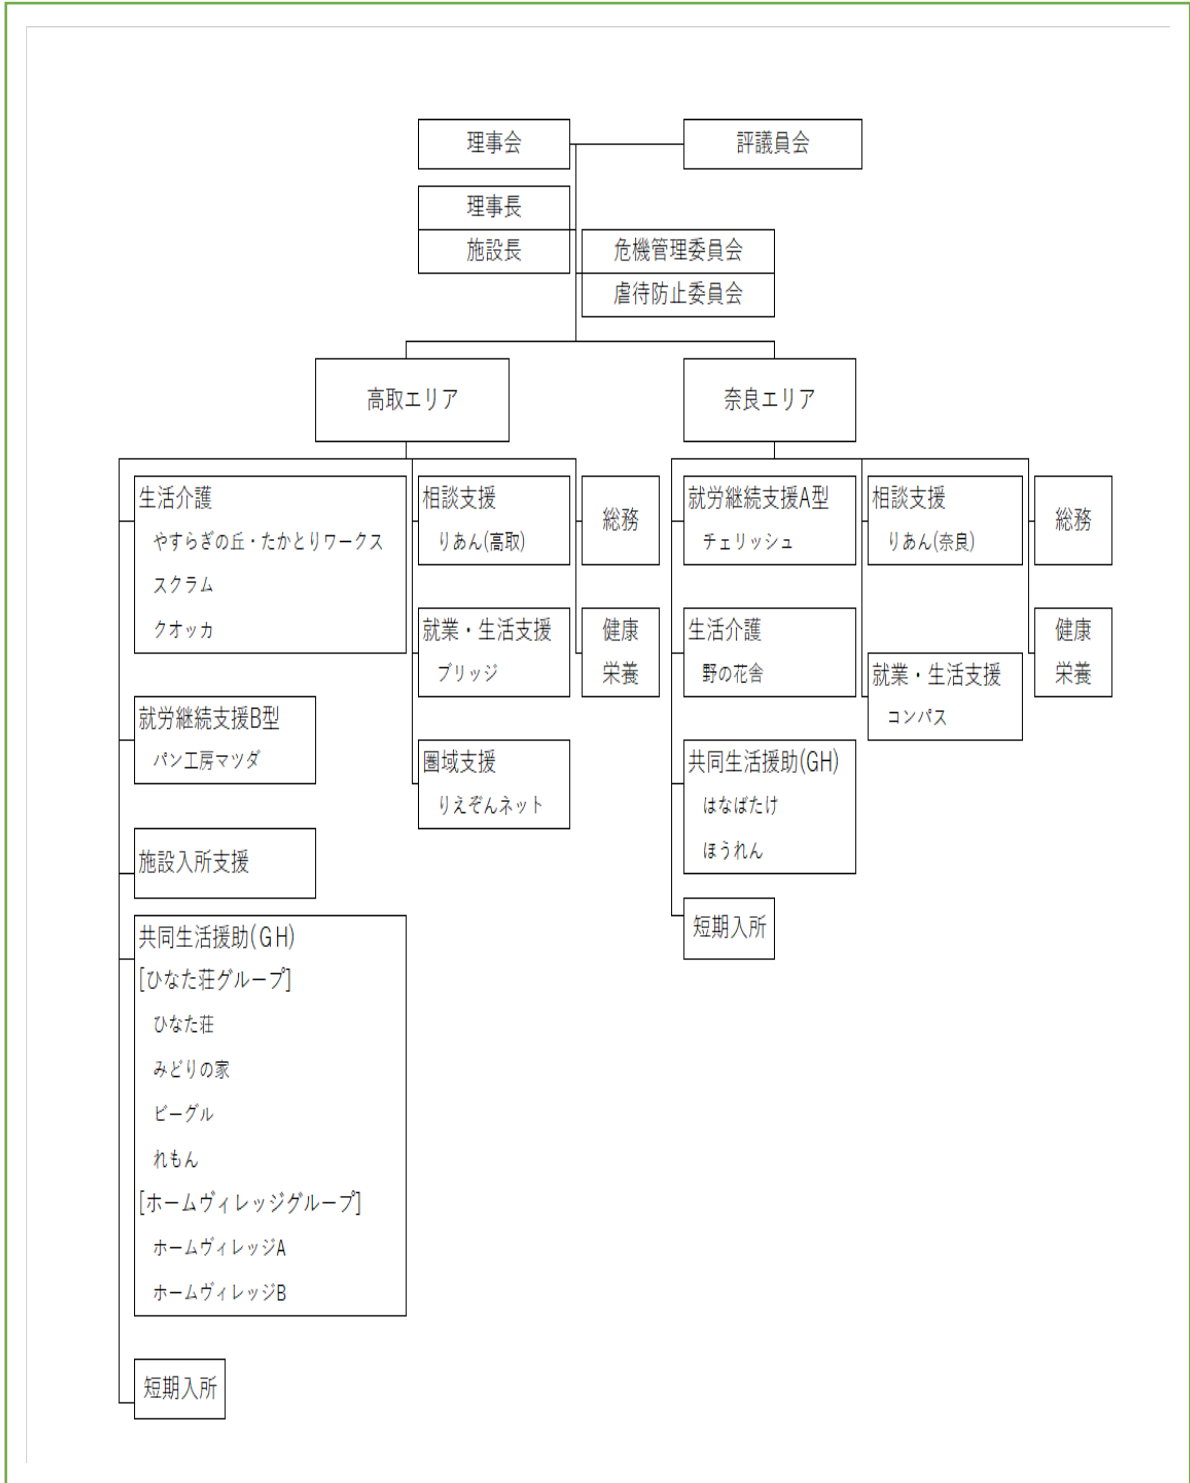 理事会
評議員会
理事長
施設長
危機管理委員会
虐待防止委員会
高取エリア
奈良エリア
生活介護
やすらぎの丘・たかとりワークス
スクラム
クオッカ
就労継続支援B型
パン工房マツダ
施設入所支援
共同生活援助(ＧＨ)
[ひなた荘グループ]
ひなた荘
みどりの家
ビーグル
れもん
[ホームヴィレッジグループ]
ホームヴィレッジA
ホームヴィレッジB
短期入所
相談支援
りあん(高取)
就業・生活支援
ブリッジ
圏域支援
りえぞんネット
総務
健康
栄養
就労継続支援A型
チェリッシュ
生活介護
野の花舎
共同生活援助(GH)
はなばたけ
ほうれん
短期入所
相談支援
りあん(奈良)
就業・生活支援
コンパス
総務
健康
栄養